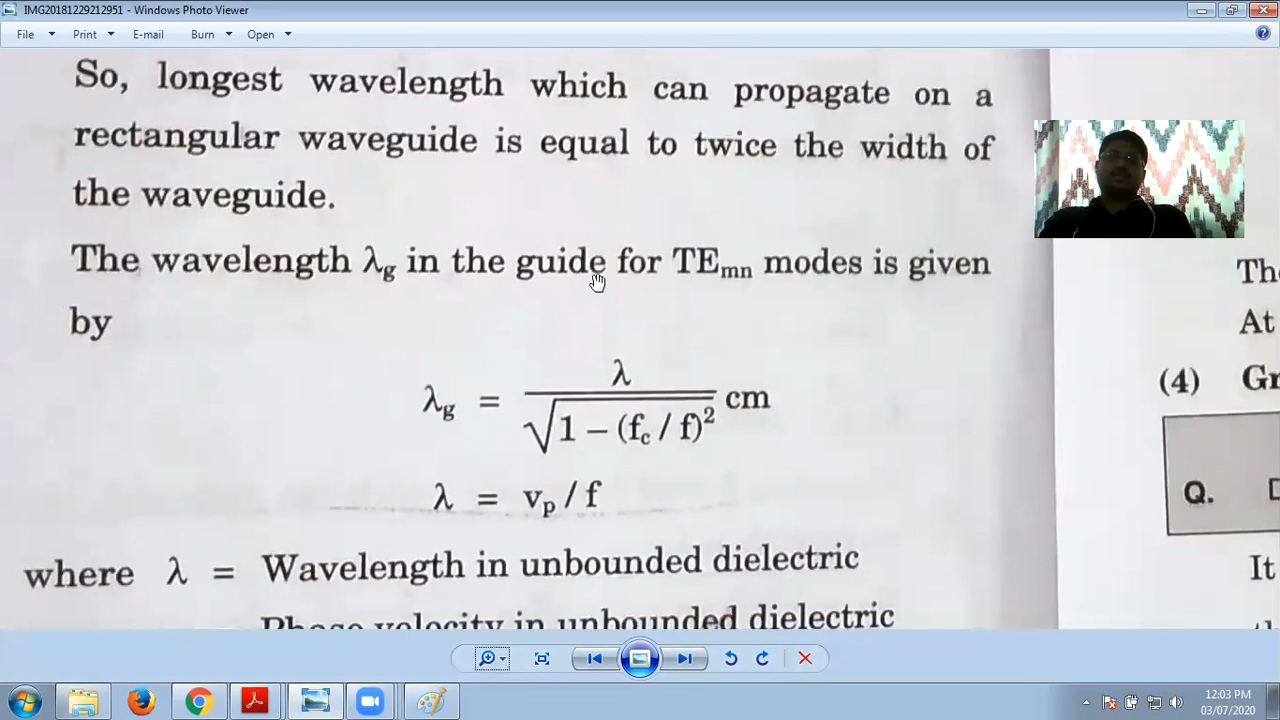 IMG20181229212951 - Windows Photo Viewer
File Print E-mail Burn Open
So, longest wavelength which can propagate on a
rectangular waveguide is equal to twice the width of
the waveguide.
The wavelength λg in the guide for TEmn modes is given
by
λg = λ / √1 – (fc / f)² cm
λ = vp / f
where λ = Wavelength in unbounded dielectric
Phase velocity in unbounded dielectric
At
(4)
Q.
It
12:03 PM
03/07/2020